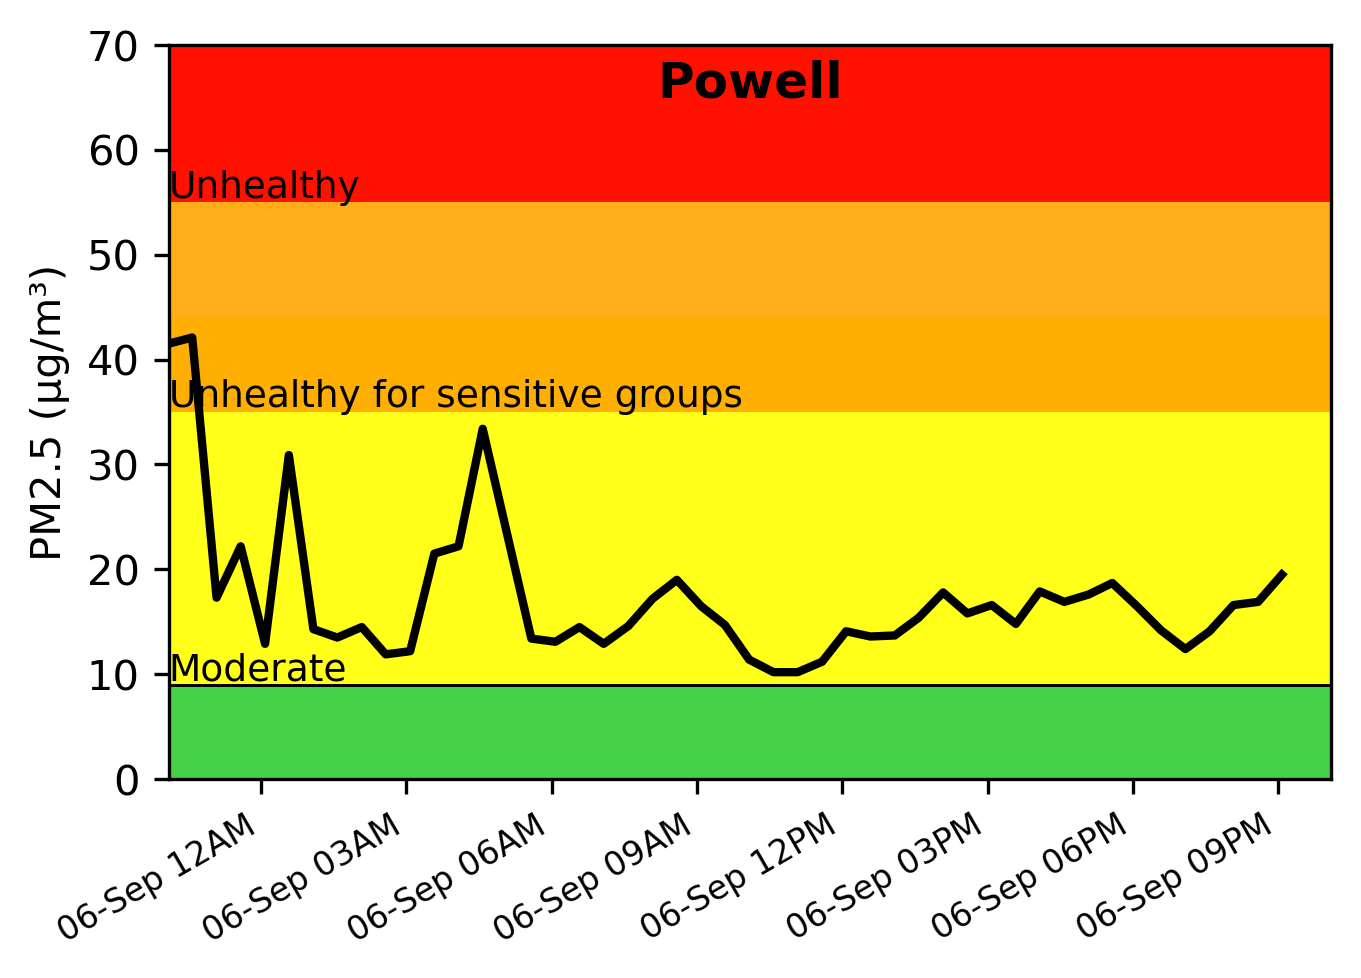 Powell
70
60
50
40
30
20
10
0
PM2.5 (µg/m³)
Unhealthy
Unhealthy for sensitive groups
Moderate
06-Sep 12AM
06-Sep 03AM
06-Sep 06AM
06-Sep 09AM
06-Sep 12PM
06-Sep 03PM
06-Sep 06PM
06-Sep 09PM